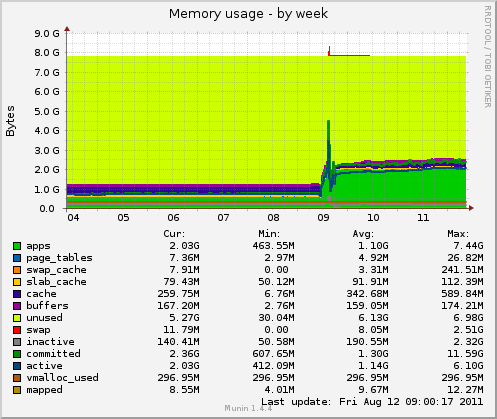 Memory usage - by week
RRDTOOL / TOBI OETIKER
Bytes
9.0 G
8.0 G
7.0 G
6.0 G
5.0 G
4.0 G
3.0 G
2.0 G
1.0 G
0.0
04 05 06 07 08 09 10 11
Cur: Min: Avg: Max:
apps 2.03G 463.55M 1.10G 7.44G
page_tables 7.36M 2.97M 4.92M 26.82M
swap_cache 7.91M 0.00 3.31M 241.51M
slab_cache 79.43M 50.12M 91.91M 112.39M
cache 259.75M 6.76M 342.68M 589.84M
buffers 167.20M 2.76M 159.05M 174.21M
unused 5.27G 30.04M 6.13M 6.98G
swap 11.79M 0.00 8.05M 2.51G
inactive 140.41M 50.58M 190.55M 2.32G
committed 2.36G 607.65M 1.30G 11.59G
active 2.03G 412.09M 1.14G 6.10G
vmalloc_used 296.95M 296.95M 296.95M 296.95M
mapped 8.55M 4.01M 9.67M 12.27M
Last update: Fri Aug 12 09:00:17 2011
Munin 1.4.4